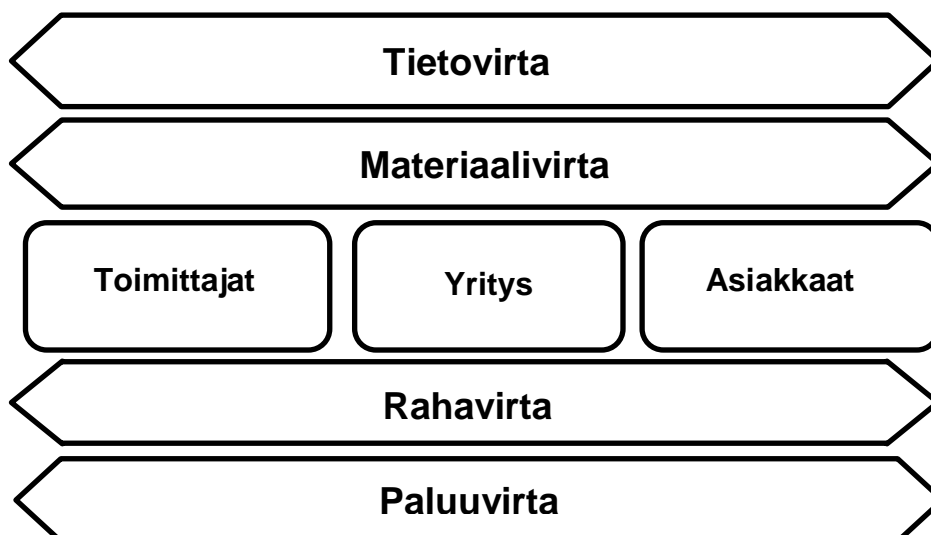 Tietovirta
Materiaalivirta
Toimittajat
Yritys
Asiakkaat
Rahavirta
Paluuvirta